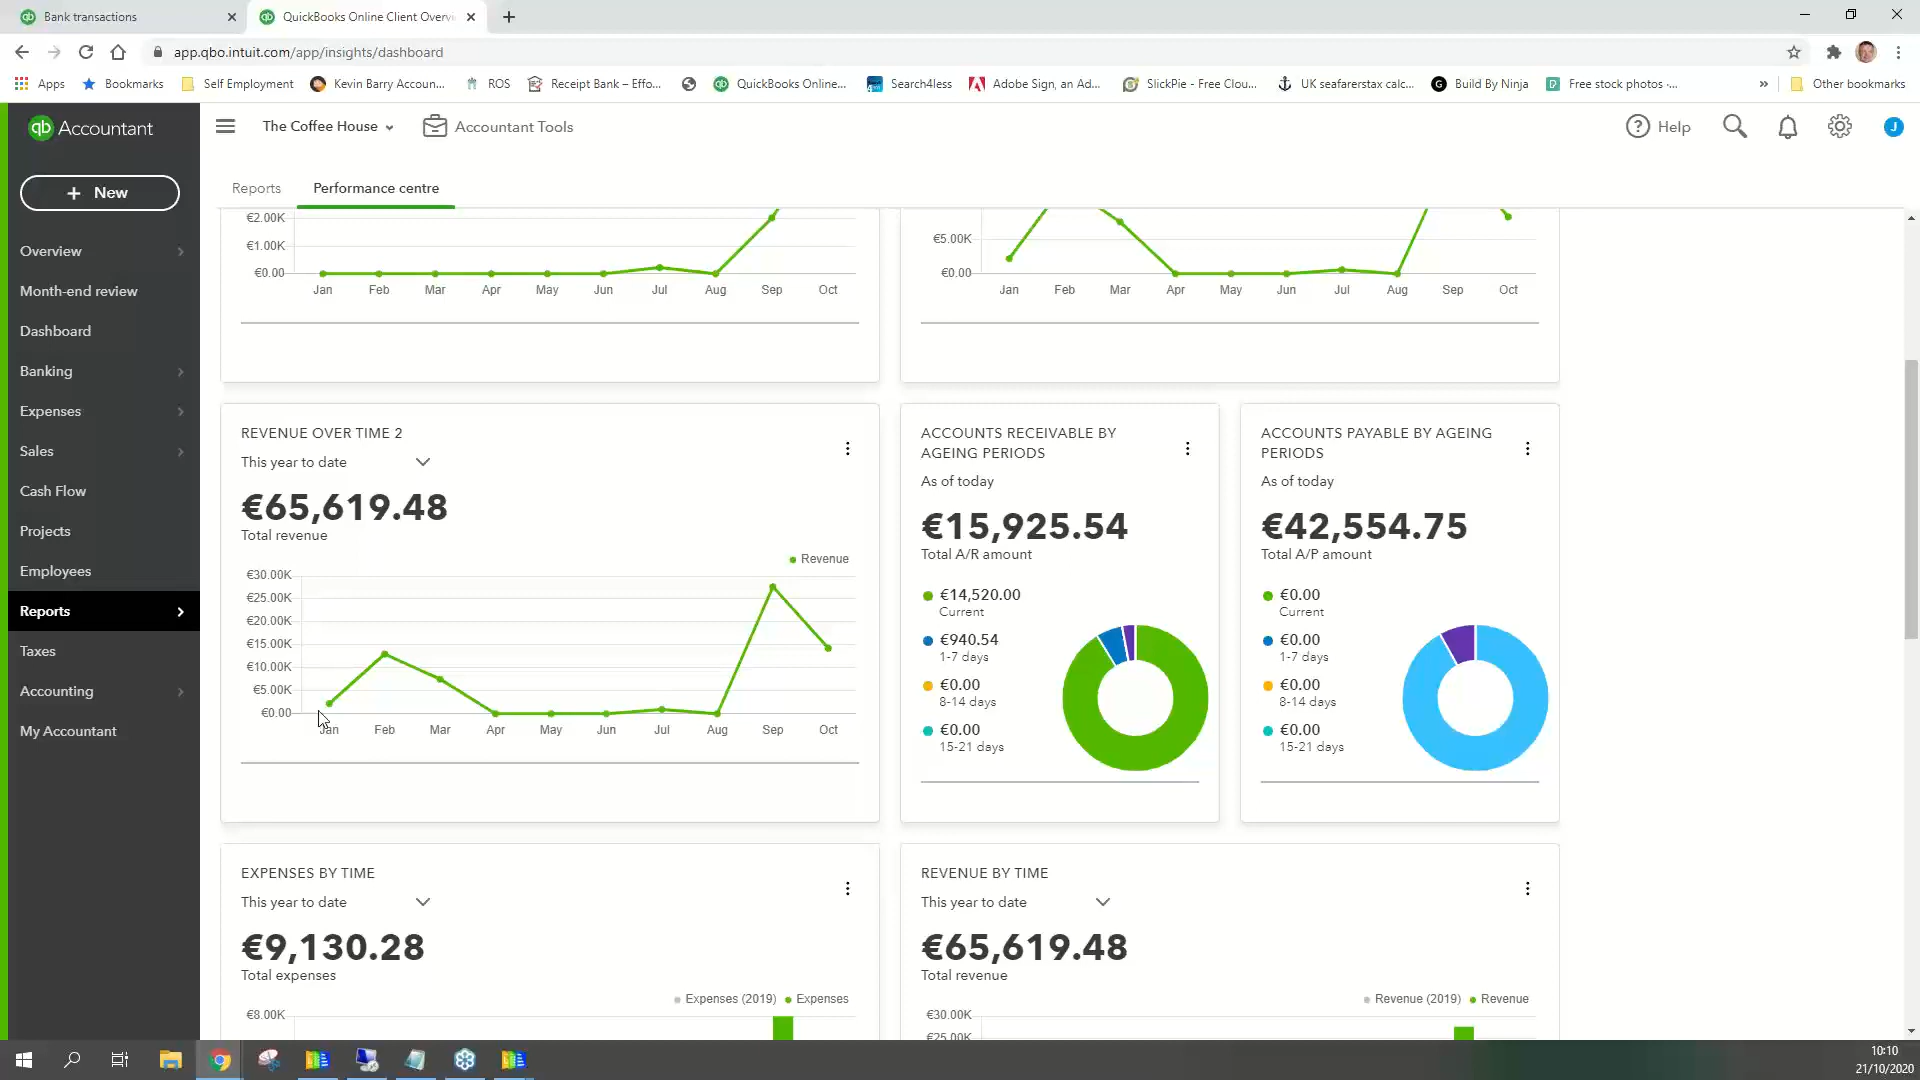 Bank transactions
QuickBooks Online Client Overvi
app.qbo.intuit.com/app/insights/dashboard
Apps
Bookmarks
Self Employment
Kevin Barry Accoun...
ROS
Receipt Bank – Effo...
QuickBooks Online...
Search4less
Adobe Sign, an Ad...
SlickPie - Free Clou...
UK seafarerstax calc...
Build By Ninja
Free stock photos -...
»
Other bookmarks
qb Accountant
The Coffee House
Accountant Tools
Help
J
+ New
Overview
Month-end review
Dashboard
Banking
Expenses
Sales
Cash Flow
Projects
Employees
Reports
Taxes
Accounting
My Accountant
Reports
Performance centre
€2.00K
€1.00K
€0.00
Jan Feb Mar Apr May Jun Jul Aug Sep Oct
€5.00K
€0.00
Jan Feb Mar Apr May Jun Jul Aug Sep Oct
REVENUE OVER TIME 2
This year to date
€65,619.48
Total revenue
Revenue
€30.00K
€25.00K
€20.00K
€15.00K
€10.00K
€5.00K
€0.00
Jan Feb Mar Apr May Jun Jul Aug Sep Oct
ACCOUNTS RECEIVABLE BY
AGEING PERIODS
As of today
€15,925.54
Total A/R amount
€14,520.00
Current
€940.54
1-7 days
€0.00
8-14 days
€0.00
15-21 days
ACCOUNTS PAYABLE BY AGEING
PERIODS
As of today
€42,554.75
Total A/P amount
€0.00
Current
€0.00
1-7 days
€0.00
8-14 days
€0.00
15-21 days
EXPENSES BY TIME
This year to date
€9,130.28
Total expenses
Expenses (2019) Expenses
€8.00K
REVENUE BY TIME
This year to date
€65,619.48
Total revenue
Revenue (2019) Revenue
€30.00K
€25.00K
10:10
21/10/2020